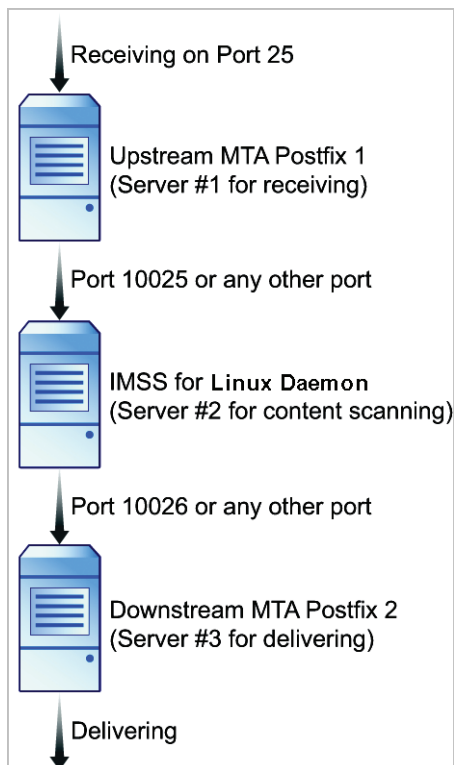 Receiving on Port 25
Upstream MTA Postfix 1
(Server #1 for receiving)
Port 10025 or any other port
IMSS for Linux Daemon
(Server #2 for content scanning)
Port 10026 or any other port
Downstream MTA Postfix 2
(Server #3 for delivering)
Delivering